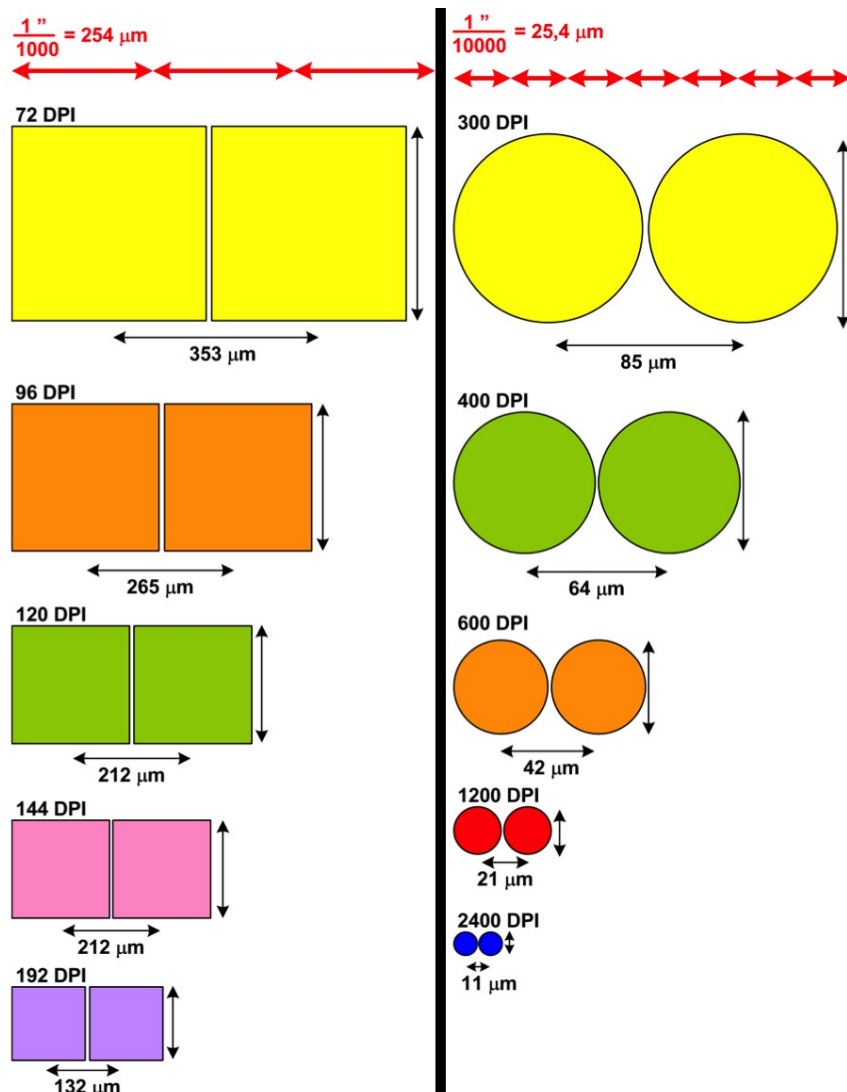 1 ”
1000 = 254 μm
72 DPI
353 μm
96 DPI
265 μm
120 DPI
212 μm
144 DPI
212 μm
192 DPI
132 μm
1 ”
10000 = 25,4 μm
300 DPI
85 μm
400 DPI
64 μm
600 DPI
42 μm
1200 DPI
21 μm
2400 DPI
11 μm